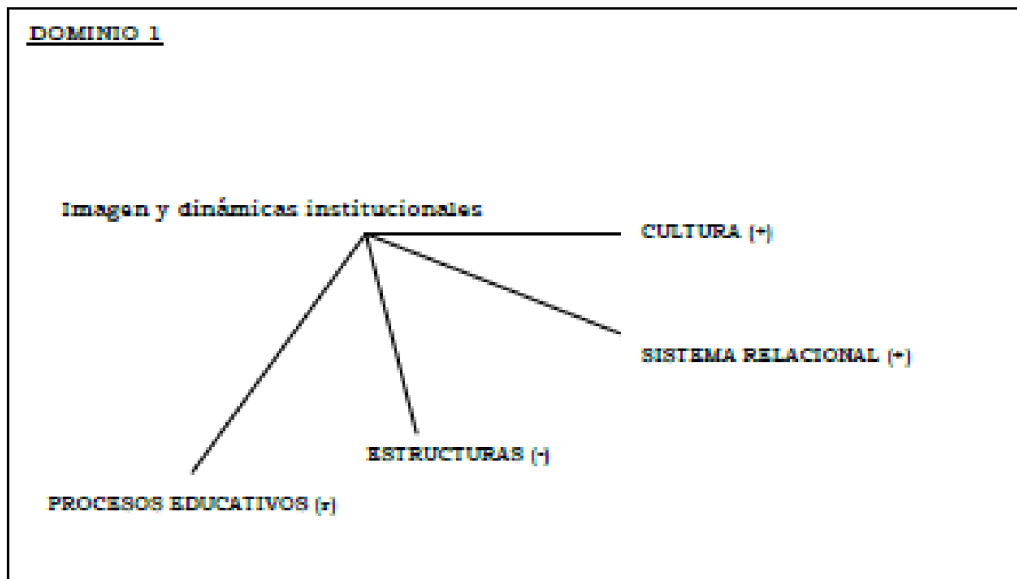 DOMINIO 1
Imagen y dinámicas institucionales
CULTURA (+)
SISTEMA RELACIONAL (+)
ESTRUCTURAS (-)
PROCESOS EDUCATIVOS (r)